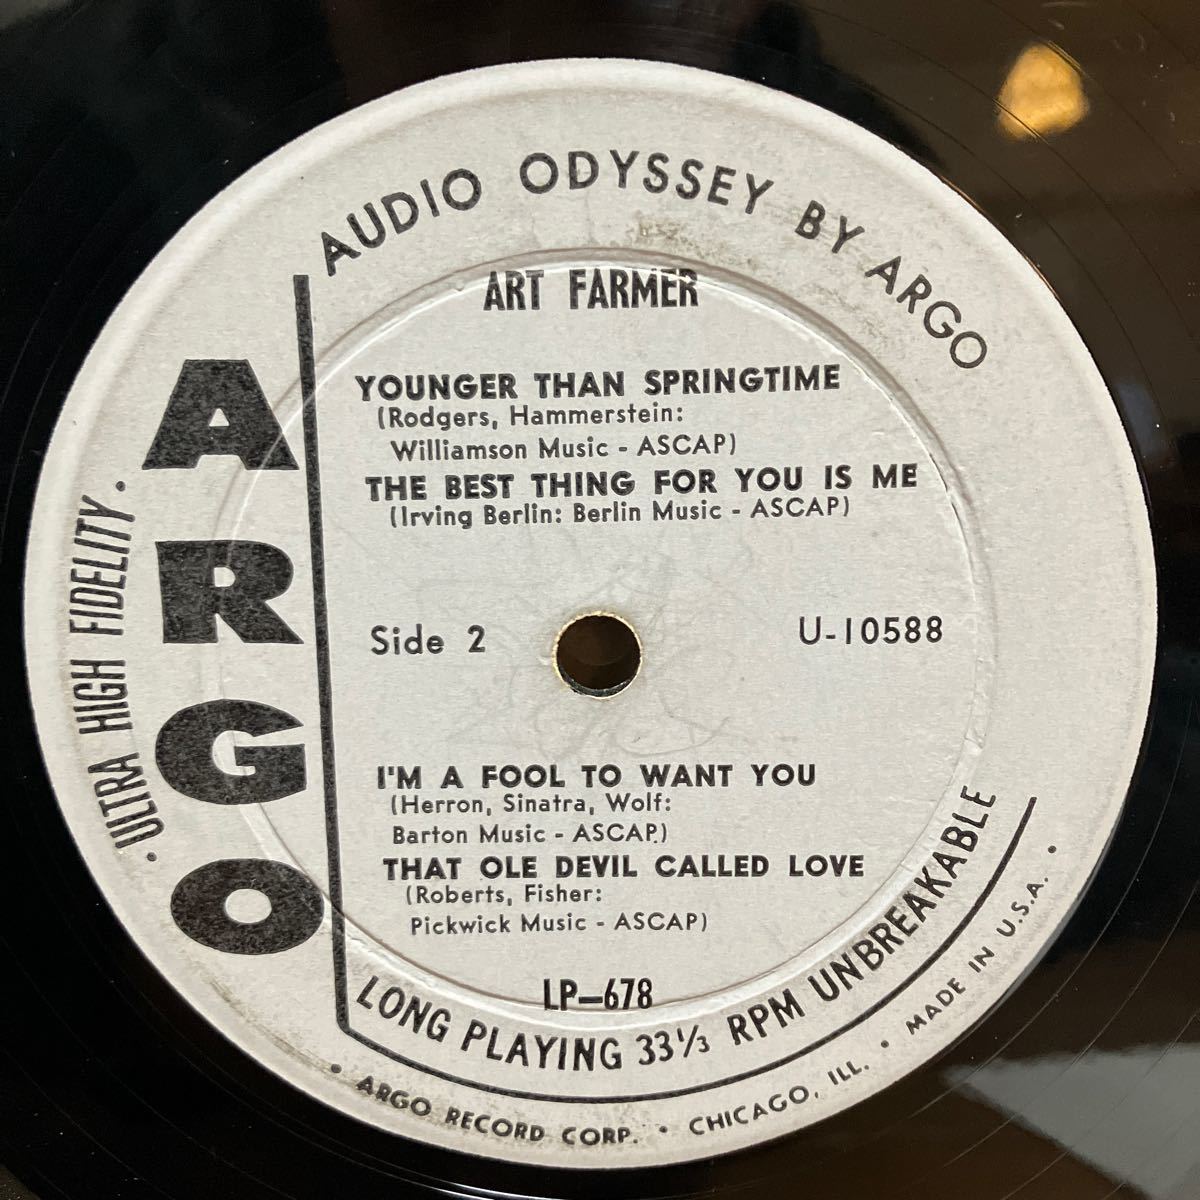 AUDIO ODYSSEY BY ARGO
ART FARMER
YOUNGER THAN SPRINGTIME
(Rodgers, Hammerstein:
Williamson Music - ASCAP)
THE BEST THING FOR YOU IS ME
(Irving Berlin: Berlin Music - ASCAP)
Side 2
U-10588
I'M A FOOL TO WANT YOU
(Herron, Sinatra, Wolf:
Barton Music - ASCAP.)
THAT OLE DEVIL CALLED LOVE
(Roberts, Fisher:
Pickwick Music - ASCAP)
LP—678
ARGO
• ULTRA HIGH FIDELITY •
LONG PLAYING 33⅓ RPM UNBREAKABLE
• ARGO RECORD CORP. • CHICAGO, ILL. • MADE IN U.S.A. •